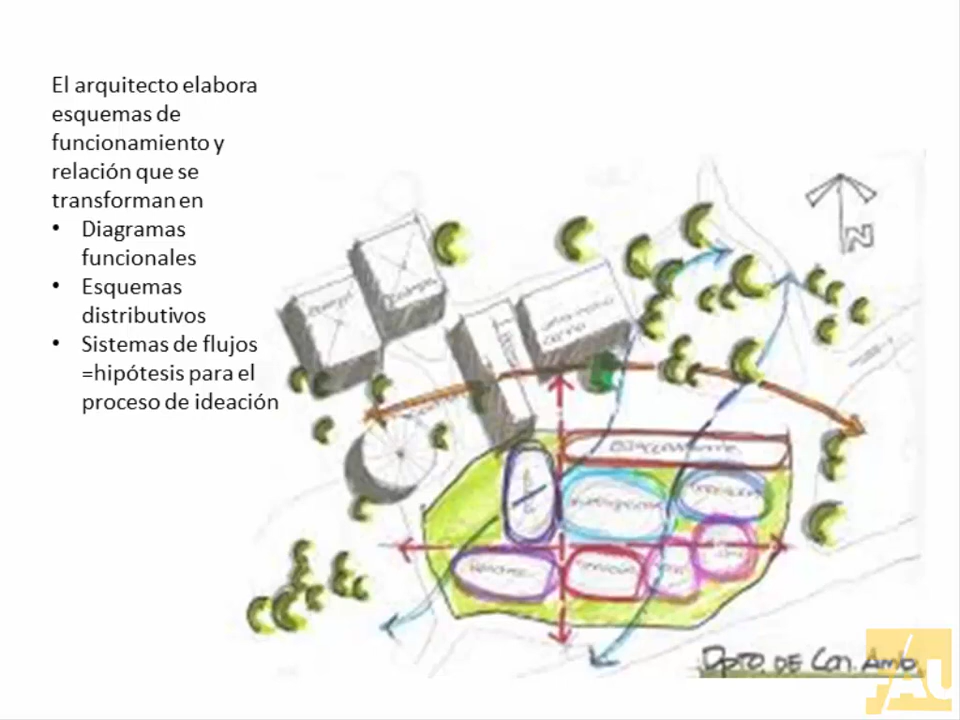 El arquitecto elabora
esquemas de
funcionamiento y
relación que se
transforman en
• Diagramas
funcionales
• Esquemas
distributivos
• Sistemas de flujos
=hipótesis para el
proceso de ideación
N
Dpto. DE Con. Amb.
FAU